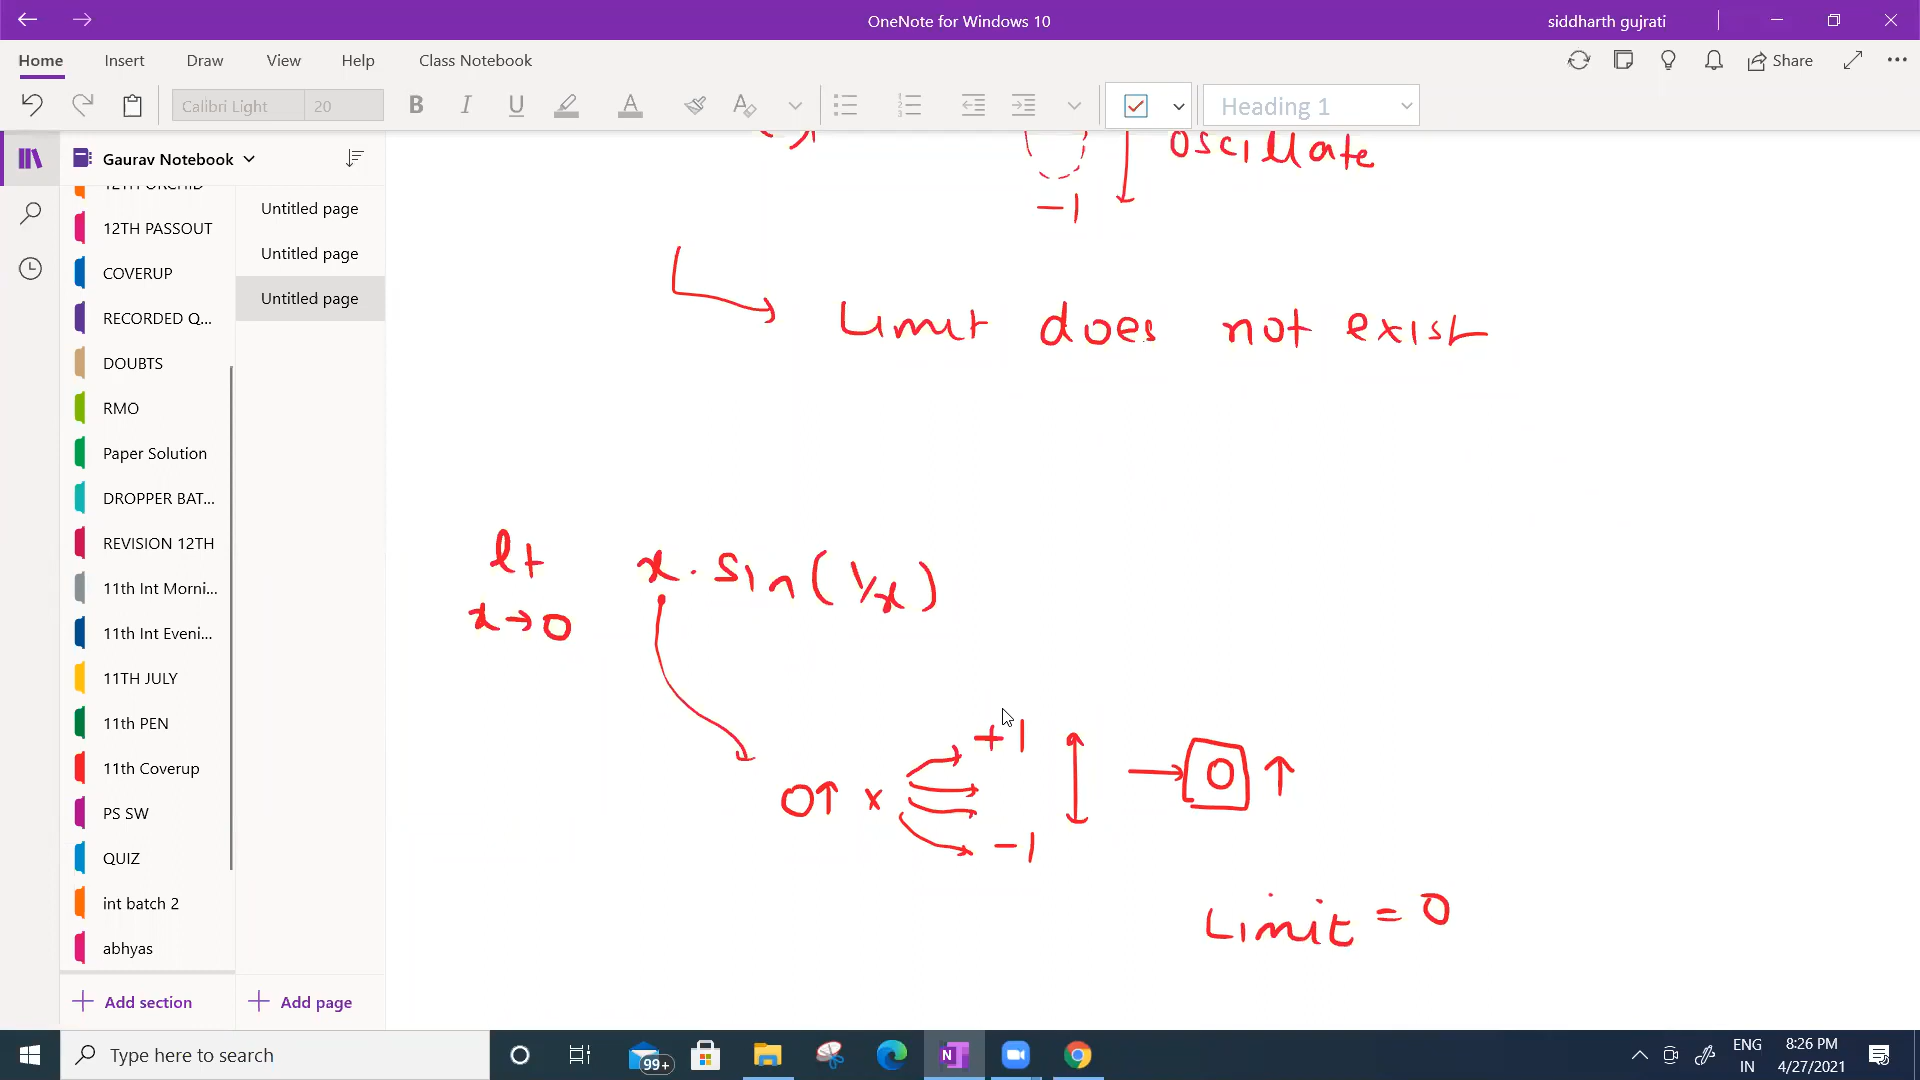 OneNote for Windows 10
siddharth gujrati
Home Insert Draw View Help Class Notebook
Share
Calibri Light 20
B I U A
Heading 1
Gaurav Notebook
12TH ORCHID
12TH PASSOUT
COVERUP
RECORDED Q...
DOUBTS
RMO
Paper Solution
DROPPER BAT...
REVISION 12TH
11th Int Morni...
11th Int Eveni...
11TH JULY
11th PEN
11th Coverup
PS SW
QUIZ
int batch 2
abhyas
Add section
Untitled page
Untitled page
Untitled page
Add page
oscillate
-1
Limit does not exist
lt x→0 x. sin(1/x)
+1
0↑ x → 0 ↑
-1
Limit = 0
Type here to search
99+
N
ENG
IN
8:26 PM
4/27/2021